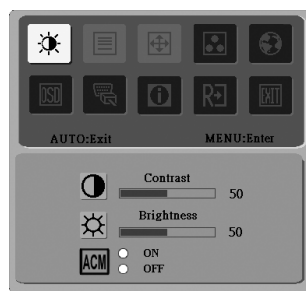 OSD i R EXIT
AUTO:Exit MENU:Enter
Contrast
50
Brightness
50
ACM ON
OFF